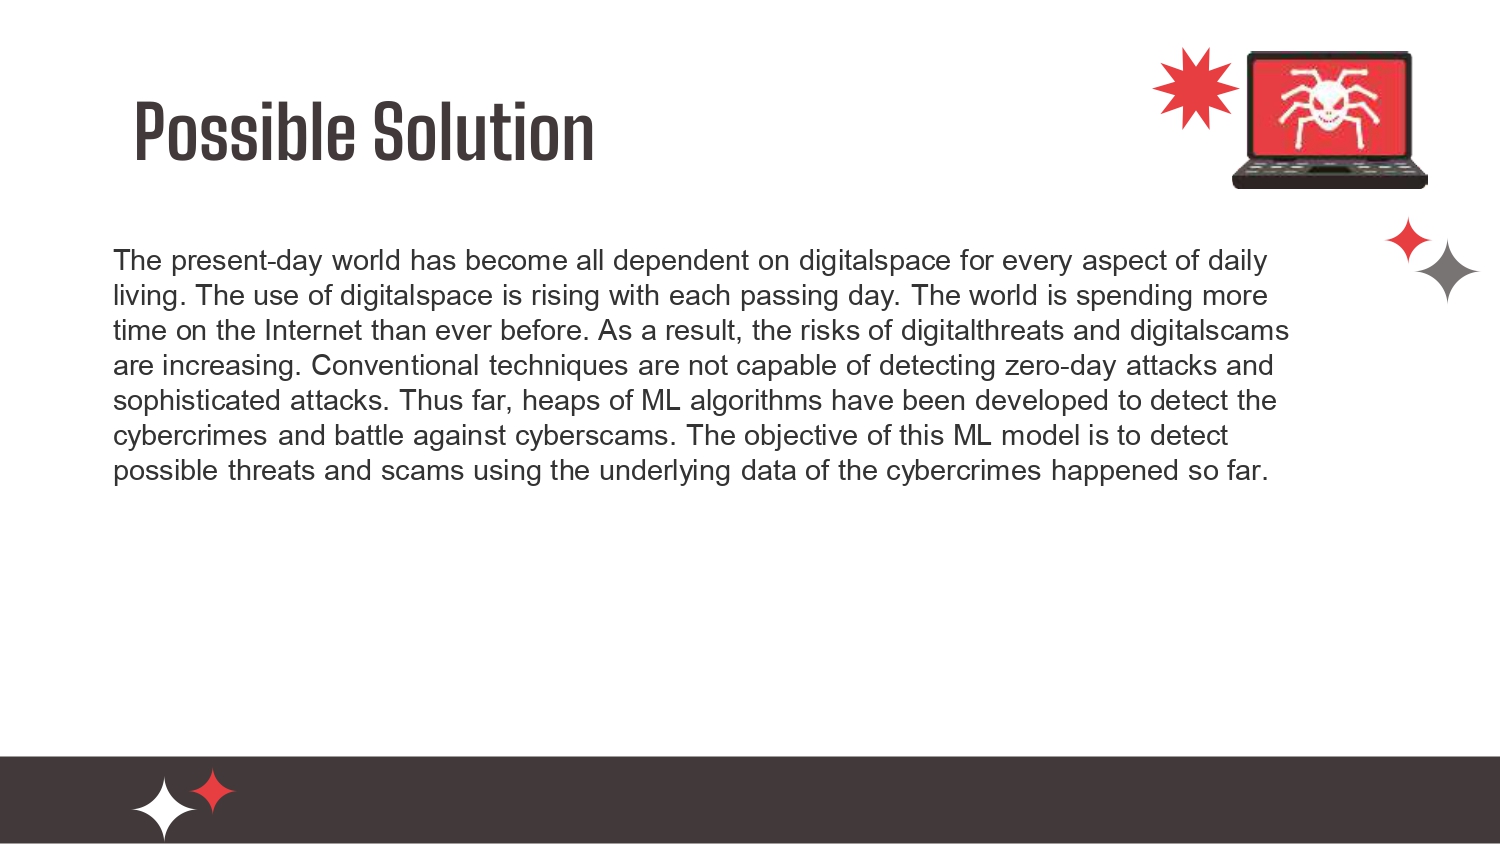 Possible Solution
The present-day world has become all dependent on digitalspace for every aspect of daily
living. The use of digitalspace is rising with each passing day. The world is spending more
time on the Internet than ever before. As a result, the risks of digitalthreats and digitalscams
are increasing. Conventional techniques are not capable of detecting zero-day attacks and
sophisticated attacks. Thus far, heaps of ML algorithms have been developed to detect the
cybercrimes and battle against cyberscams. The objective of this ML model is to detect
possible threats and scams using the underlying data of the cybercrimes happened so far.